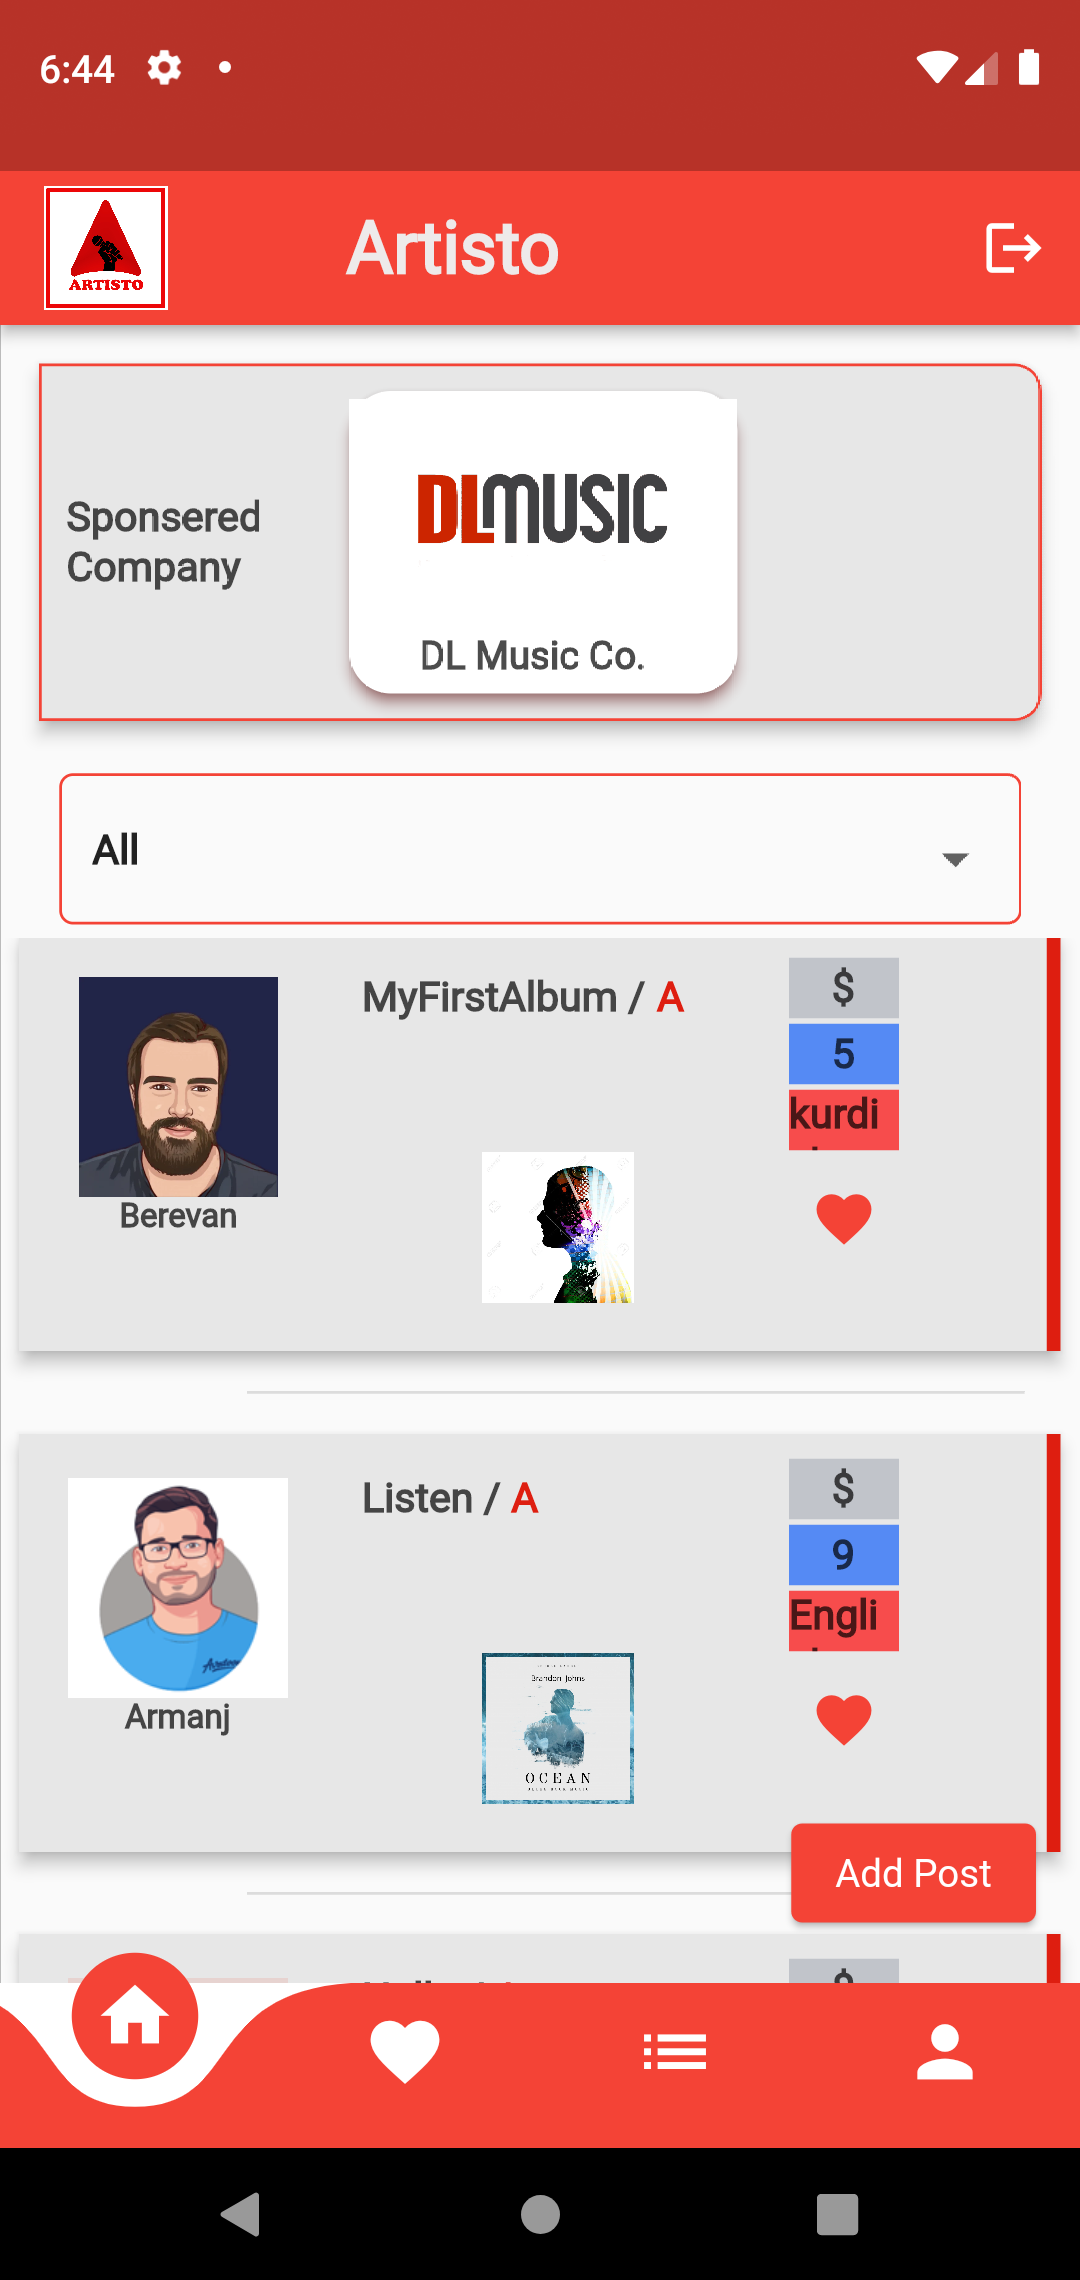 6:44
ARTISTO
Artisto
Sponsered
Company
DLMUSIC
DL Music Co.
All
MyFirstAlbum / A
$
5
kurdi
Berevan
Listen / A
$
9
Engli
Brandon Johns
OCEAN
Armanj
Add Post
$